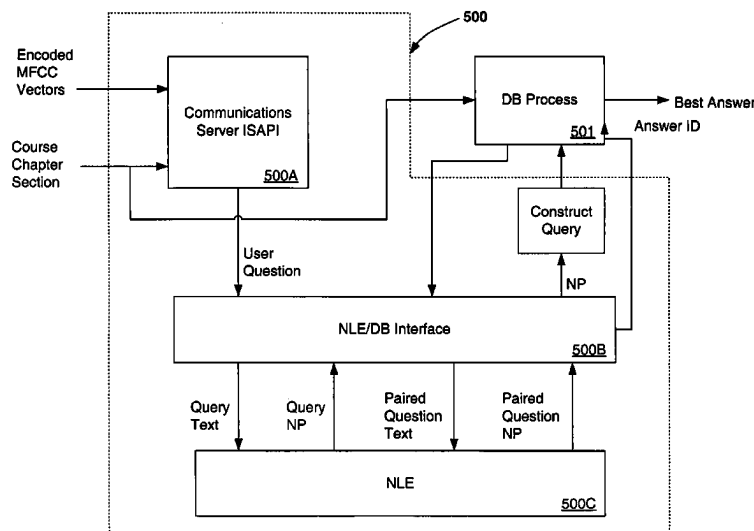 500
Encoded
MFCC
Vectors
Communications
Server ISAPI
500A
Course
Chapter
Section
DB Process
501
Best Answer
Answer ID
Construct
Query
User
Question
NP
NLE/DB Interface
500B
Query
Text
Query
NP
Paired
Question
Text
Paired
Question
NP
NLE
500C